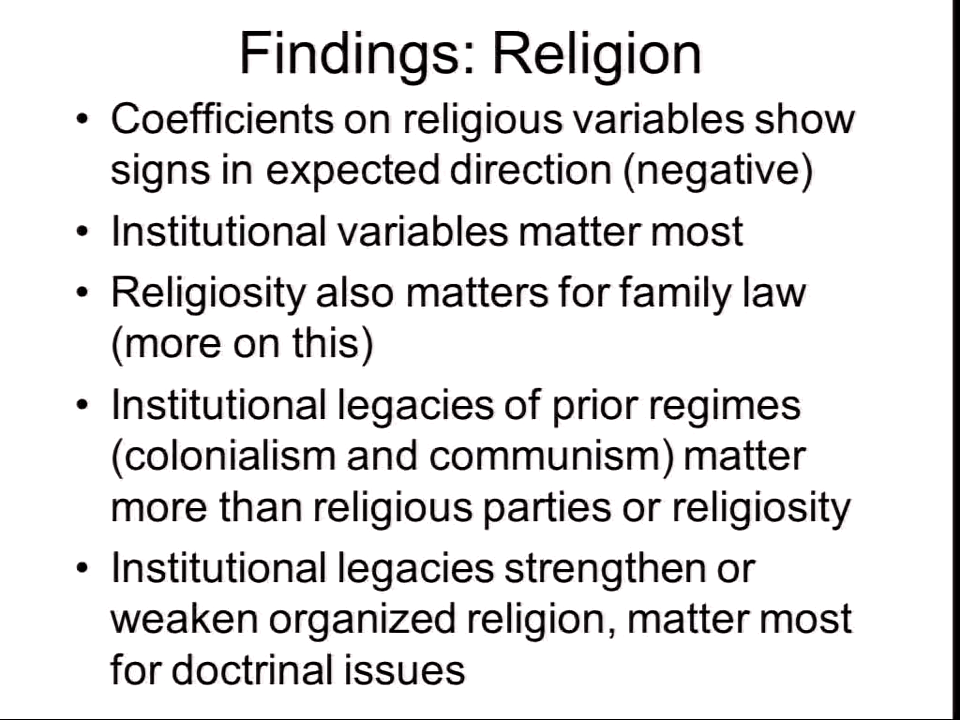 Findings: Religion
• Coefficients on religious variables show
signs in expected direction (negative)
• Institutional variables matter most
• Religiosity also matters for family law
(more on this)
• Institutional legacies of prior regimes
(colonialism and communism) matter
more than religious parties or religiosity
• Institutional legacies strengthen or
weaken organized religion, matter most
for doctrinal issues